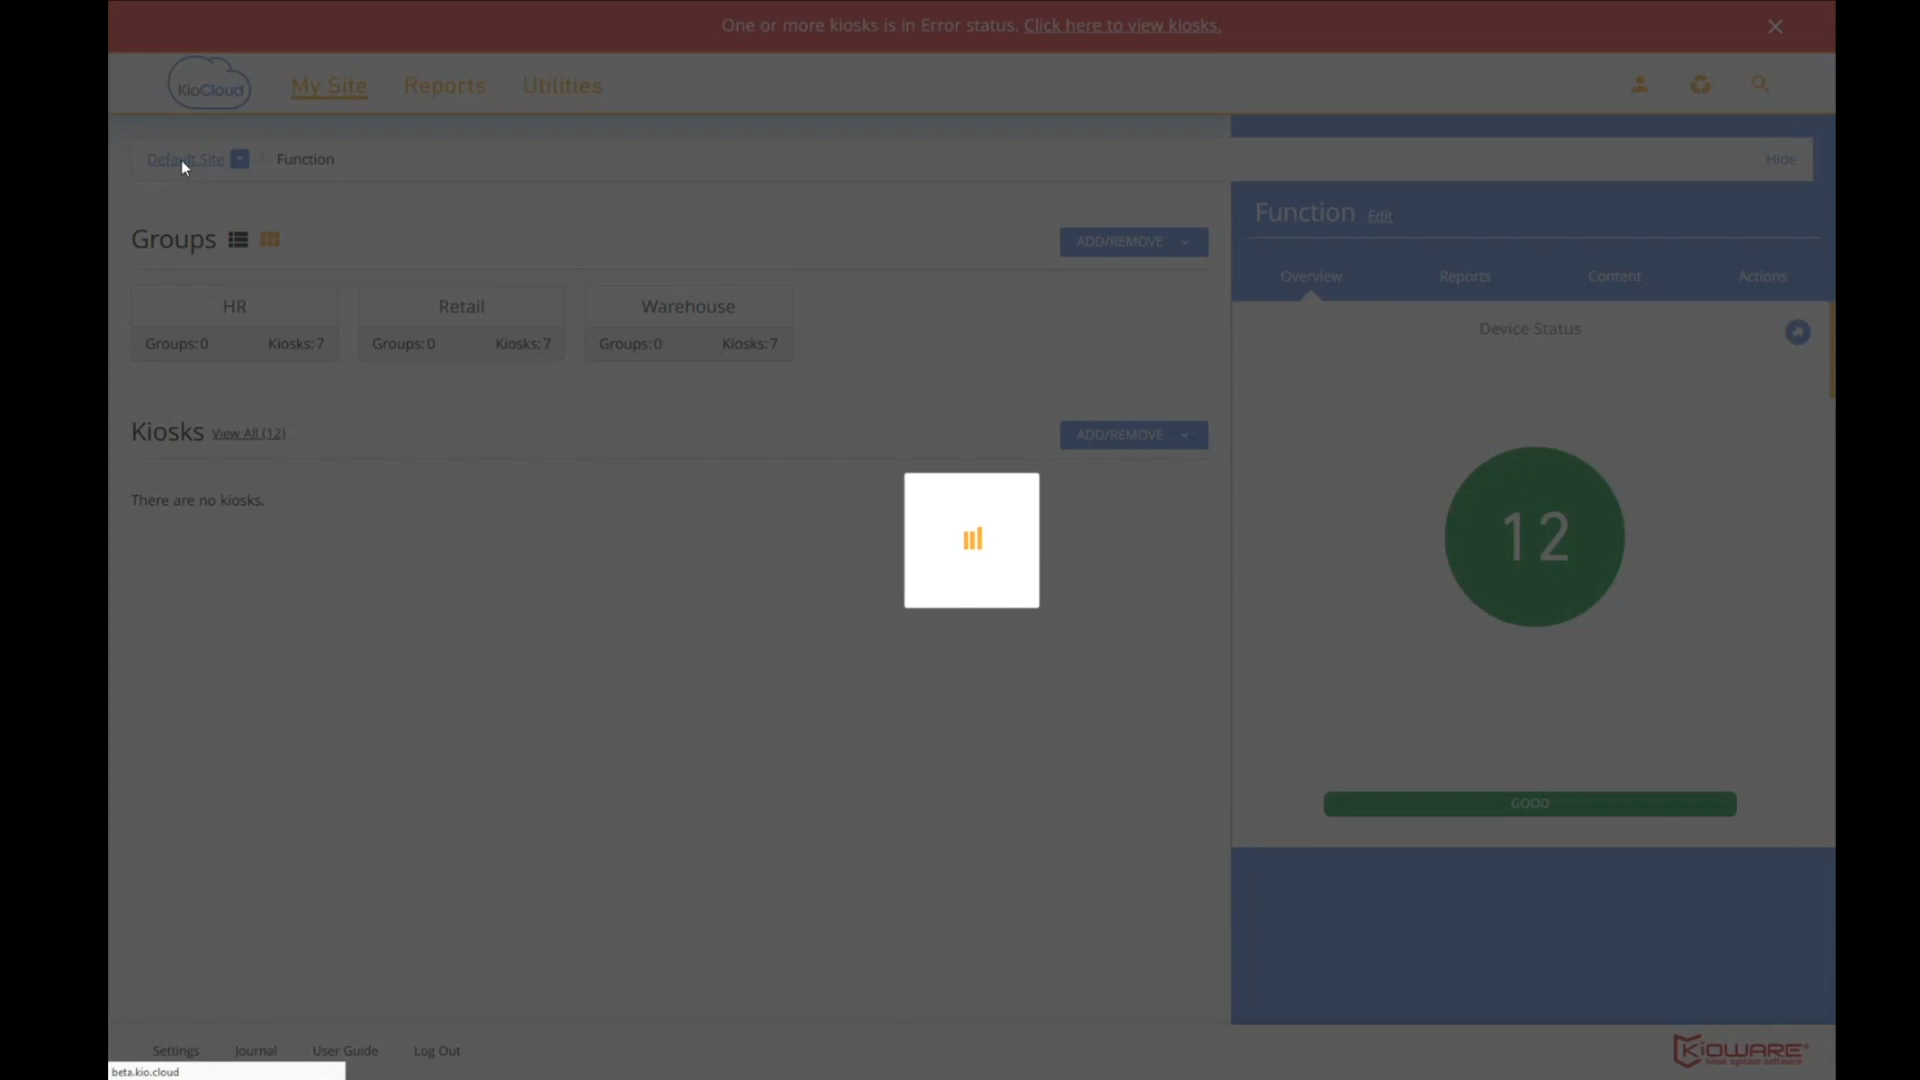 One or more kiosks is in Error status. Click here to view kiosks.
KioCloud
My Site Reports Utilities
Default Site Function Hide
Function Edit
Groups ADD/REMOVE
Overview Reports Content Actions
HR Retail Warehouse
Groups:0 Kiosks:7 Groups:0 Kiosks:7 Groups:0 Kiosks:7
Device Status
Kiosks View All (12) ADD/REMOVE
There are no kiosks.
12
GOOD
Settings Journal User Guide Log Out
KIOWARE®
kiosk system software
beta.kio.cloud